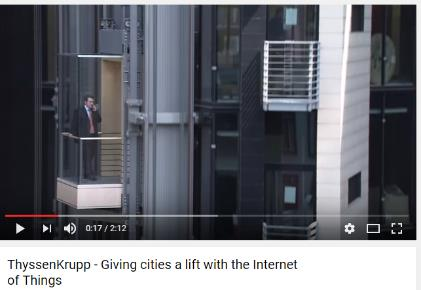 0:17 / 2:12
ThyssenKrupp - Giving cities a lift with the Internet
of Things